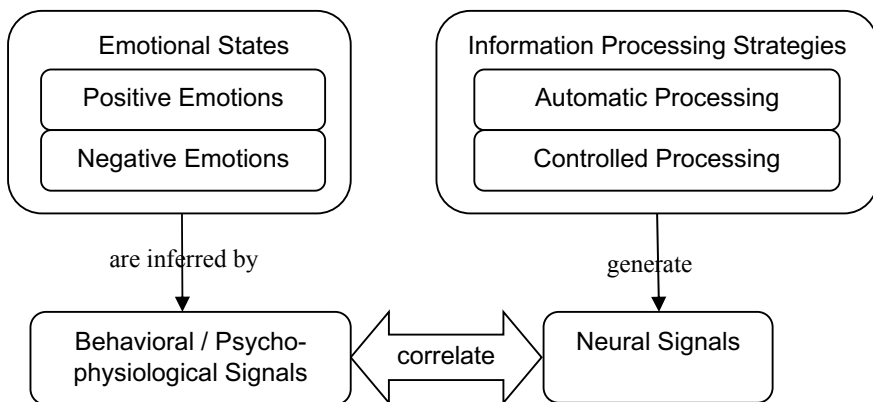 Emotional States
Positive Emotions
Negative Emotions
Information Processing Strategies
Automatic Processing
Controlled Processing
are inferred by
generate
Behavioral / Psycho-
physiological Signals
correlate
Neural Signals